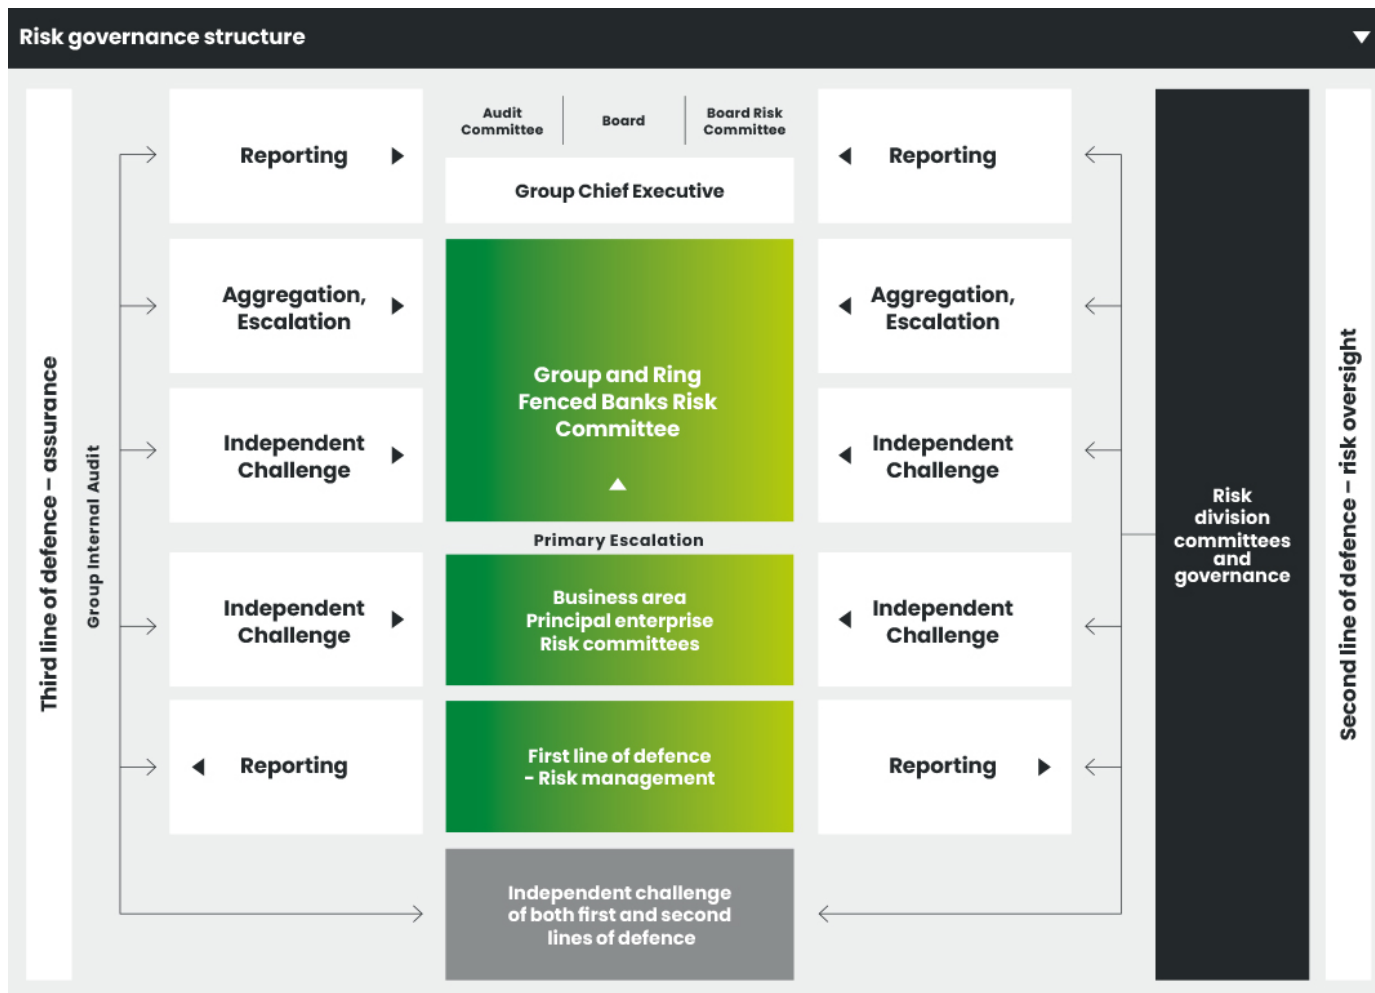 Risk governance structure
Third line of defence – assurance
Group Internal Audit
Reporting
Aggregation,
Escalation
Independent
Challenge
Independent
Challenge
Reporting
Audit
Committee
Board
Board Risk
Committee
Group Chief Executive
Group and Ring
Fenced Banks Risk
Committee
Primary Escalation
Business area
Principal enterprise
Risk committees
First line of defence
– Risk management
Independent challenge
of both first and second
lines of defence
Reporting
Aggregation,
Escalation
Independent
Challenge
Independent
Challenge
Reporting
Risk
division
committees
and
governance
Second line of defence – risk oversight